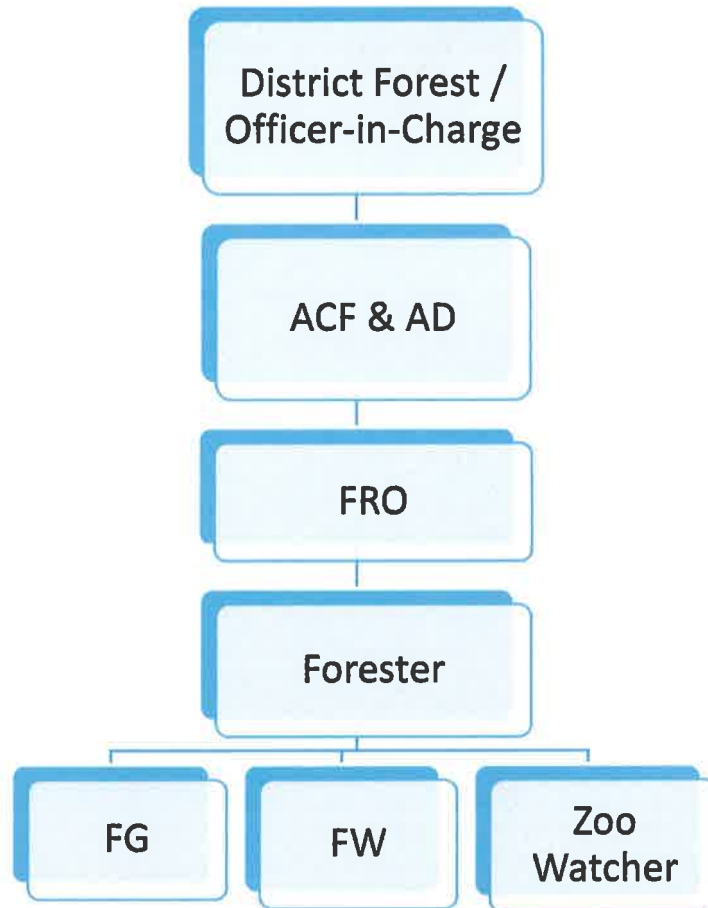 District Forest /
Officer-in-Charge
ACF & AD
FRO
Forester
FG
FW
Zoo
Watcher